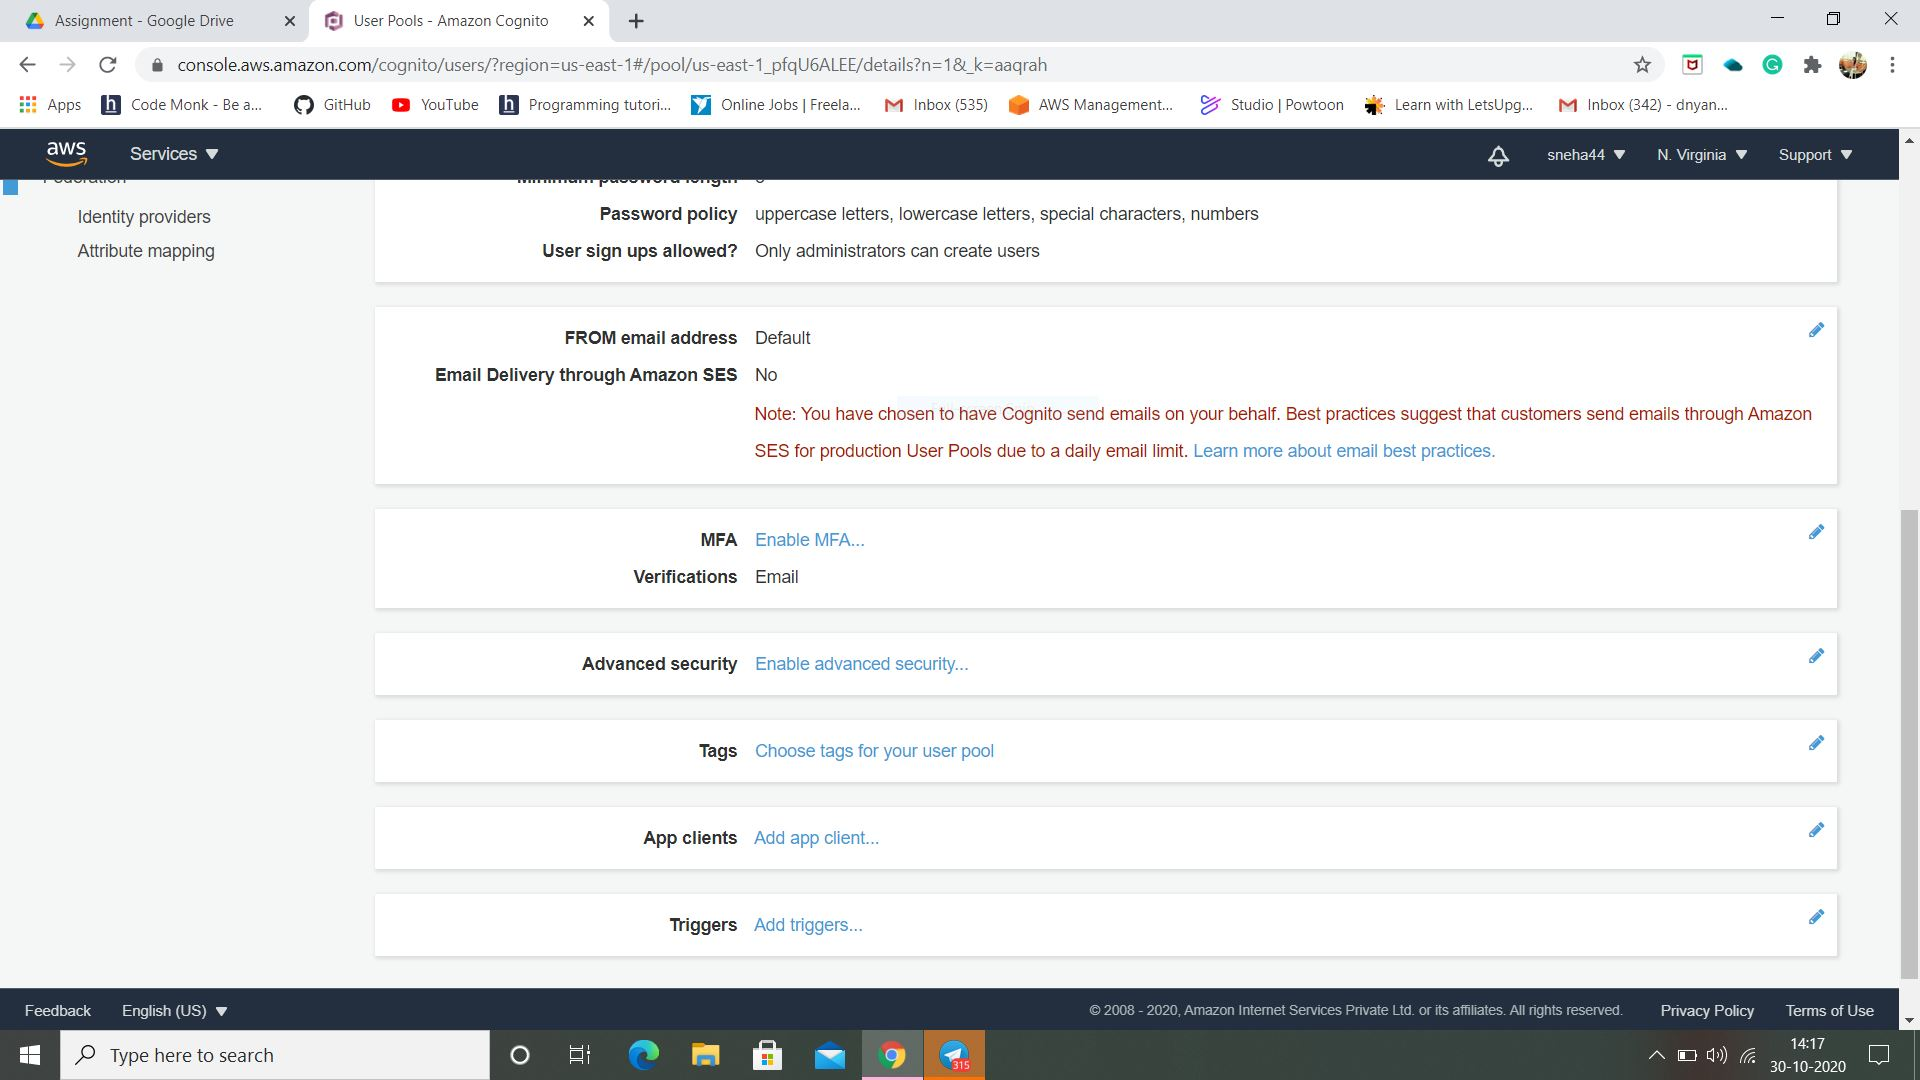 Assignment - Google Drive
User Pools - Amazon Cognito
console.aws.amazon.com/cognito/users/?region=us-east-1#/pool/us-east-1_pfqU6ALEE/details?n=1&_k=aaqrah
Apps
Code Monk - Be a...
GitHub
YouTube
Programming tutori...
Online Jobs | Freela...
Inbox (535)
AWS Management...
Studio | Powtoon
Learn with LetsUpg...
Inbox (342) - dnyan...
aws
Services
sneha44
N. Virginia
Support
Federation
Identity providers
Attribute mapping
Minimum password length
Password policy uppercase letters, lowercase letters, special characters, numbers
User sign ups allowed? Only administrators can create users
FROM email address Default
Email Delivery through Amazon SES No
Note: You have chosen to have Cognito send emails on your behalf. Best practices suggest that customers send emails through Amazon
SES for production User Pools due to a daily email limit. Learn more about email best practices.
MFA Enable MFA...
Verifications Email
Advanced security Enable advanced security...
Tags Choose tags for your user pool
App clients Add app client...
Triggers Add triggers...
Feedback
English (US)
© 2008 - 2020, Amazon Internet Services Private Ltd. or its affiliates. All rights reserved.
Privacy Policy
Terms of Use
Type here to search
315
14:17
30-10-2020